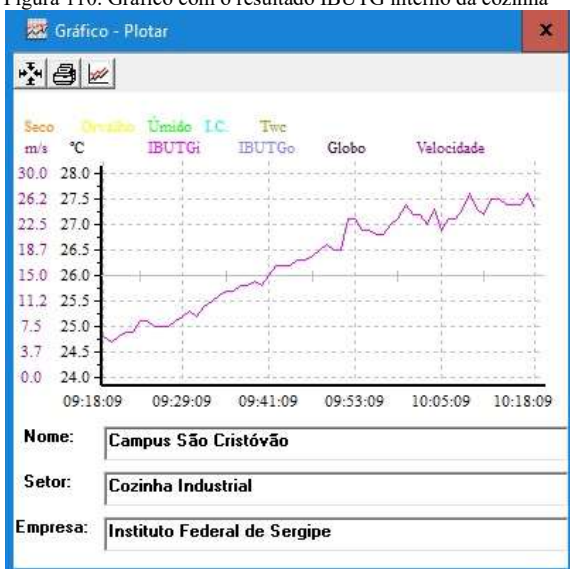 Figura 110: Gráfico com o resultado IBUTG interno da cozinha
Gráfico - Plotar
x
Seco Orvalho Úmido I.C. Twc
m/s °C IBUTGi IBUTGo Globo Velocidade
30.0 28.0
26.2 27.5
22.5 27.0
18.7 26.5
15.0 26.0
11.2 25.5
7.5 25.0
3.7 24.5
0.0 24.0
09:18:09 09:29:09 09:41:09 09:53:09 10:05:09 10:18:09
Nome: Campus São Cristóvão
Setor: Cozinha Industrial
Empresa: Instituto Federal de Sergipe